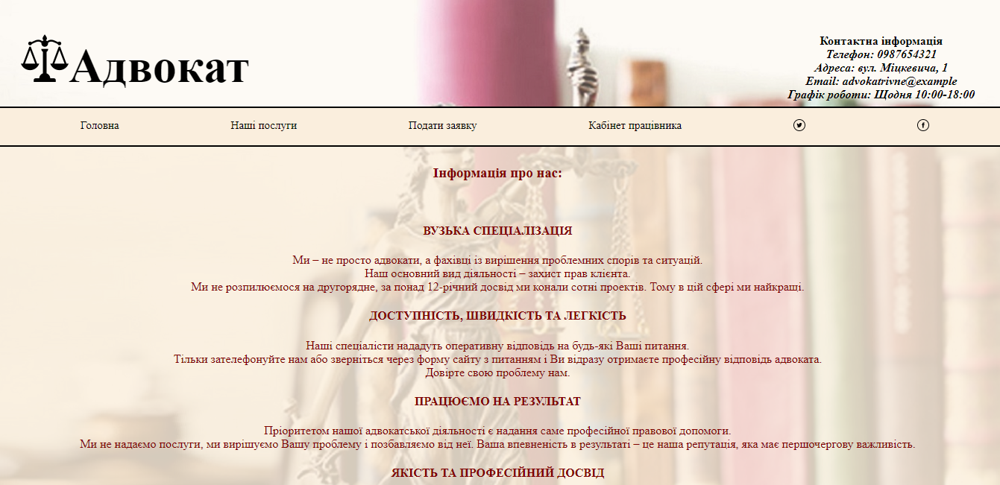 Адвокат
Контактна інформація
Телефон: 0987654321
Адреса: вул. Міцкевича, 1
Email: advokatrivne@example
Графік роботи: Щодня 10:00-18:00
Головна
Наші послуги
Подати заявку
Кабінет працівника
Інформація про нас:
ВУЗЬКА СПЕЦІАЛІЗАЦІЯ
Ми – не просто адвокати, а фахівці із вирішення проблемних спорів та ситуацій.
Наш основний вид діяльності – захист прав клієнта.
Ми не розпилюємося на другорядне, за понад 12-річний досвід ми конали сотні проектів. Тому в цій сфері ми найкращі.
ДОСТУПНІСТЬ, ШВИДКІСТЬ ТА ЛЕГКІСТЬ
Наші спеціалісти нададуть оперативну відповідь на будь-які Ваші питання.
Тільки зателефонуйте нам або зверніться через форму сайту з питанням і Ви відразу отримаєте професійну відповідь адвоката.
Довірте свою проблему нам.
ПРАЦЮЄМО НА РЕЗУЛЬТАТ
Пріоритетом нашої адвокатської діяльності є надання саме професійної правової допомоги.
Ми не надаємо послуги, ми вирішуємо Вашу проблему і позбавляємо від неї. Ваша впевненість в результаті – це наша репутація, яка має першочергову важливість.
ЯКІСТЬ ТА ПРОФЕСІЙНИЙ ДОСВІД